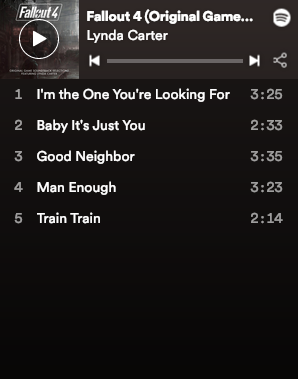 Fallout 4
Fallout 4 (Original Game...
Lynda Carter
1 I'm the One You're Looking For 3:25
2 Baby It's Just You 2:33
3 Good Neighbor 3:35
4 Man Enough 3:23
5 Train Train 2:14